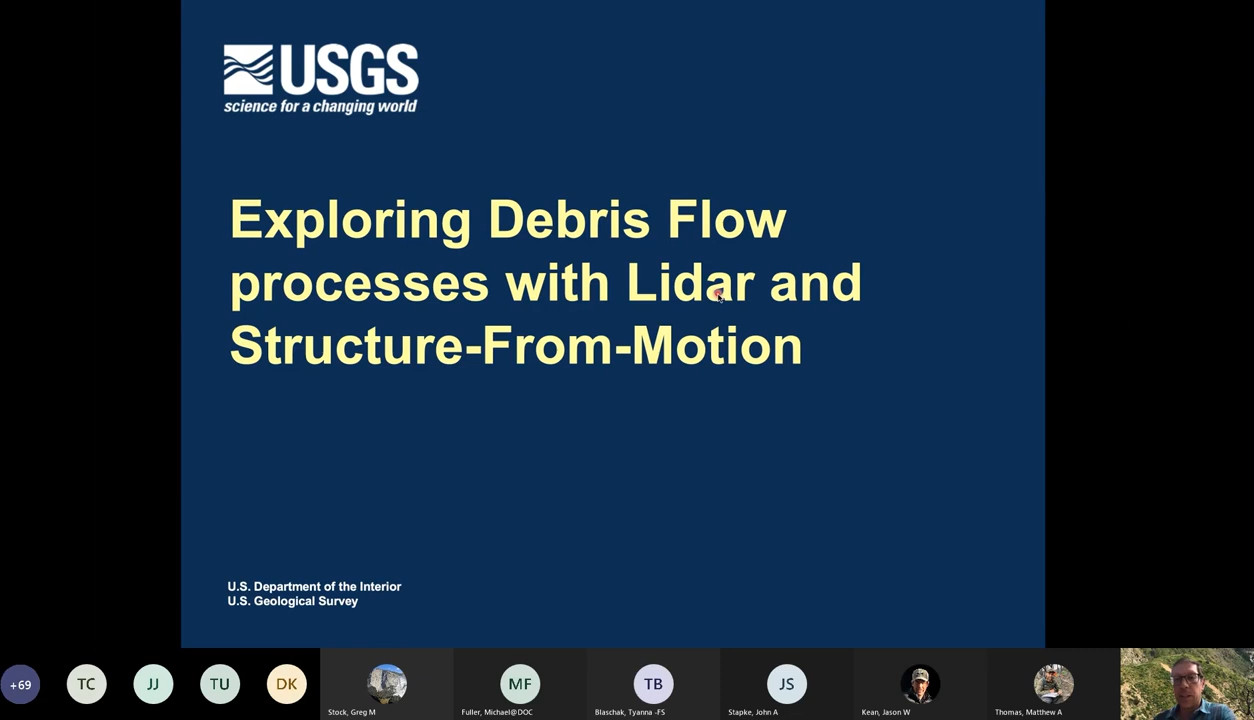 USGS
science for a changing world
Exploring Debris Flow
processes with Lidar and
Structure-From-Motion
U.S. Department of the Interior
U.S. Geological Survey
+69
TC
JJ
TU
DK
MF
TB
JS
Stock, Greg M
Fuller, Michael@DOC
Blaschak, Tyanna -FS
Stapke, John A
Kean, Jason W
Thomas, Matthew A